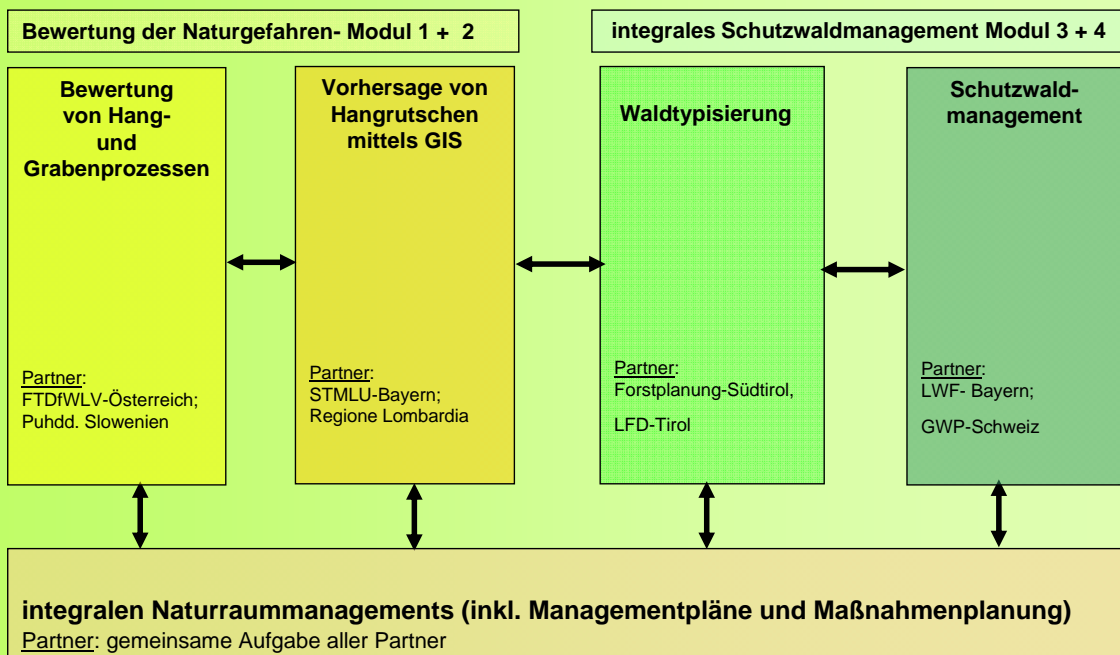 Bewertung der Naturgefahren- Modul 1 + 2
integrales Schutzwaldmanagement Modul 3 + 4
Bewertung
von Hang-
und
Grabenprozessen
Partner:
FTDfWLV-Österreich;
Puhdd. Slowenien
Vorhersage von
Hangrutschen
mittels GIS
Partner:
STMLU-Bayern;
Regione Lombardia
Waldtypisierung
Partner:
Forstplanung-Südtirol,
LFD-Tirol
Schutzwald-
management
Partner:
LWF- Bayern;
GWP-Schweiz
integralen Naturraummanagements (inkl. Managementpläne und Maßnahmenplanung)
Partner: gemeinsame Aufgabe aller Partner